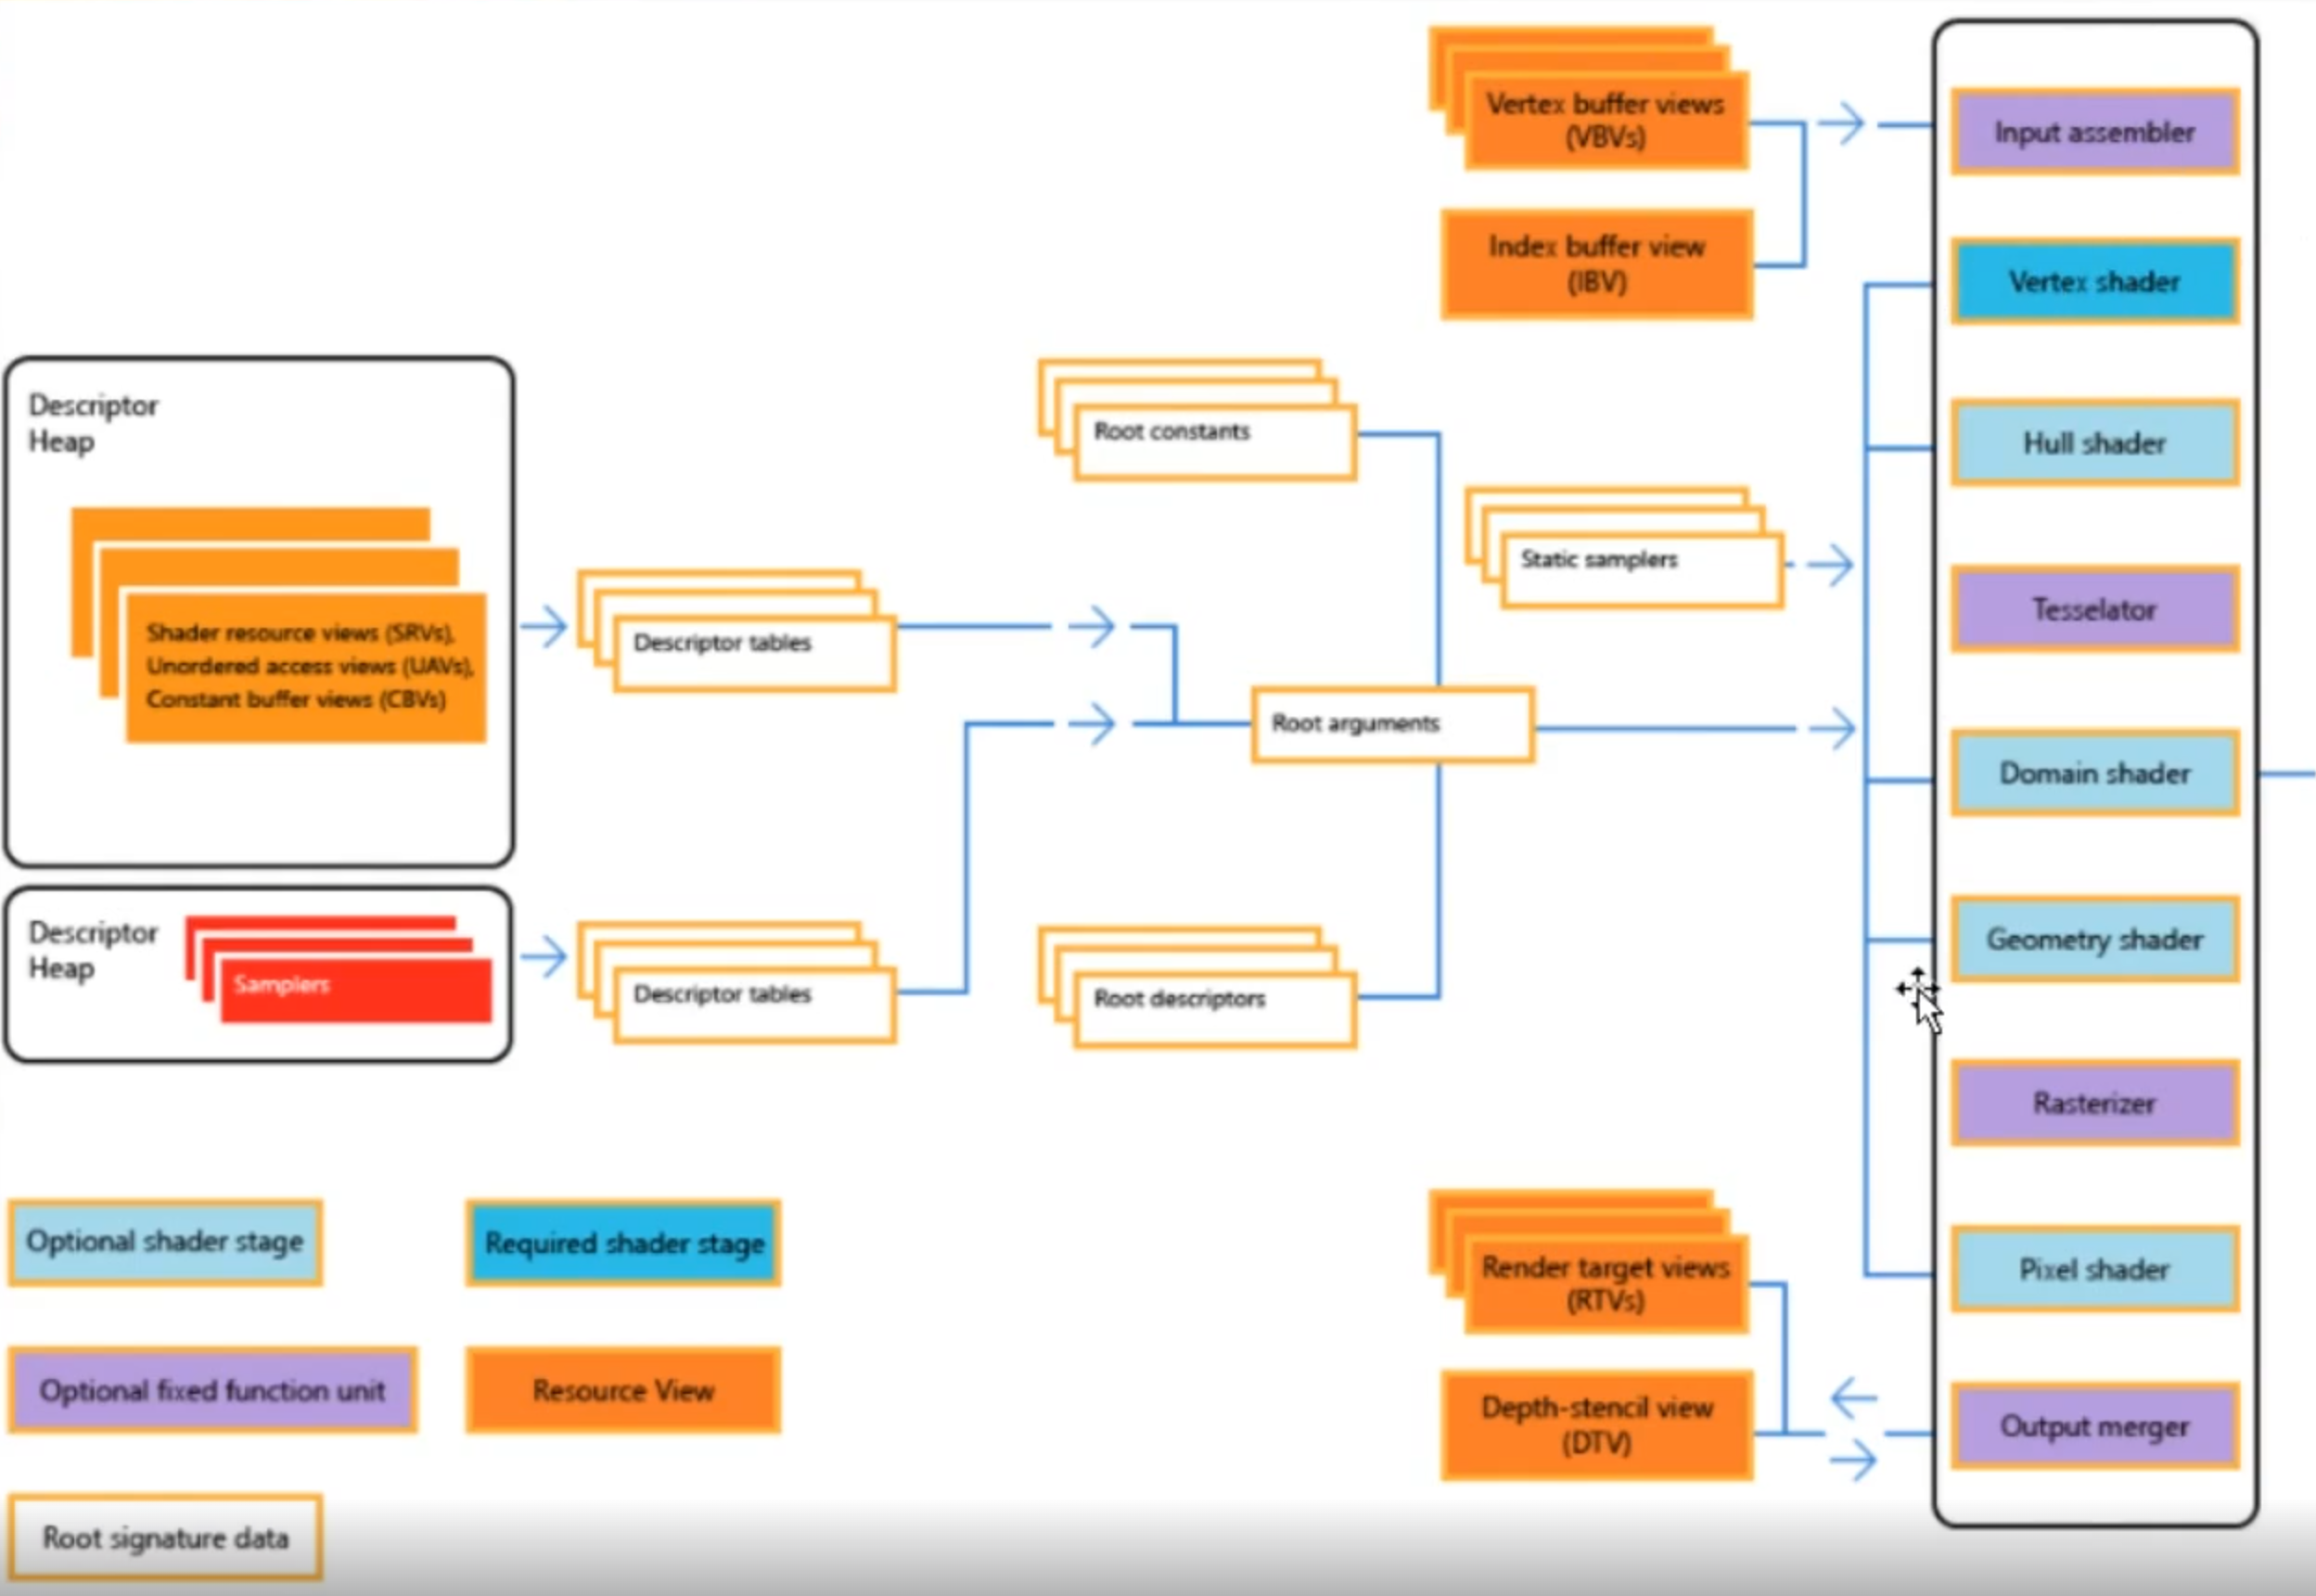 Vertex buffer views
(VBVs)
Index buffer view
(IBV)
Input assembler
Vertex shader
Hull shader
Tesselator
Domain shader
Geometry shader
Rasterizer
Pixel shader
Output merger
Descriptor
Heap
Shader resource views (SRVs),
Unordered access views (UAVs),
Constant buffer views (CBVs)
Descriptor tables
Root constants
Static samplers
Root arguments
Descriptor
Heap
Samplers
Descriptor tables
Root descriptors
Render target views
(RTVs)
Depth-stencil view
(DTV)
Optional shader stage
Required shader stage
Optional fixed function unit
Resource View
Root signature data